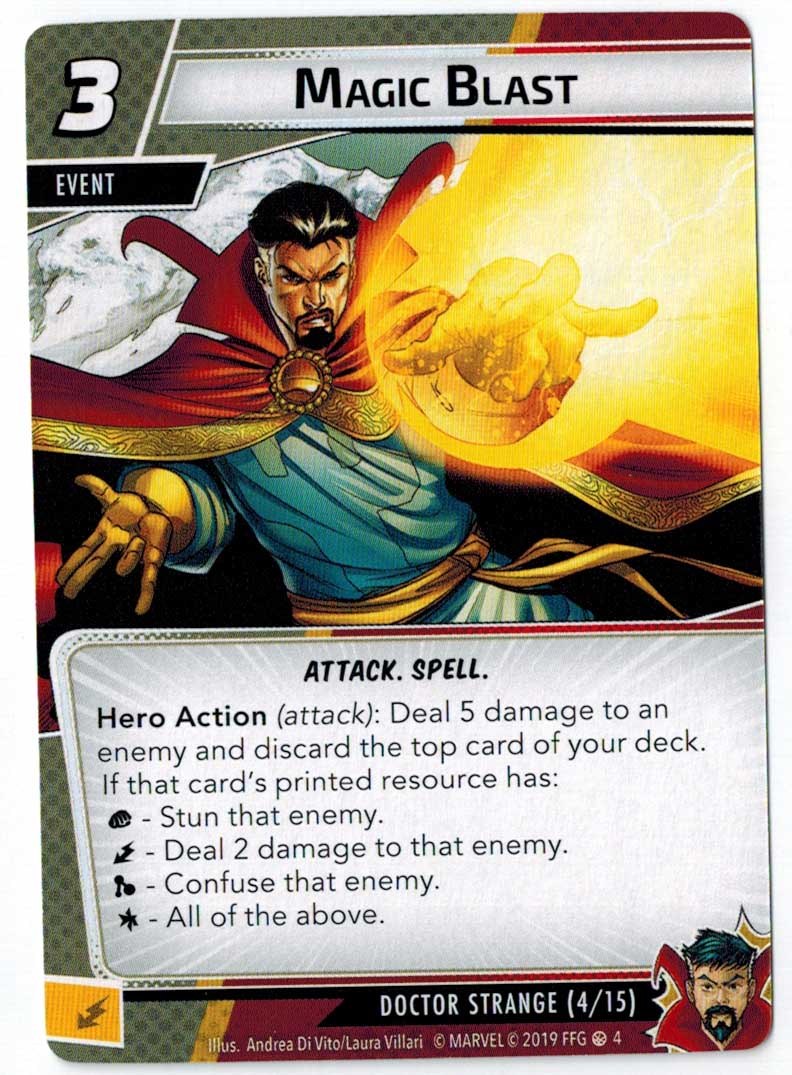 3
MAGIC BLAST
EVENT
ATTACK. SPELL.
Hero Action (attack): Deal 5 damage to an
enemy and discard the top card of your deck.
If that card's printed resource has:
- Stun that enemy.
- Deal 2 damage to that enemy.
- Confuse that enemy.
- All of the above.
DOCTOR STRANGE (4/15)
Illus. Andrea Di Vito/Laura Villari © MARVEL © 2019 FFG 4